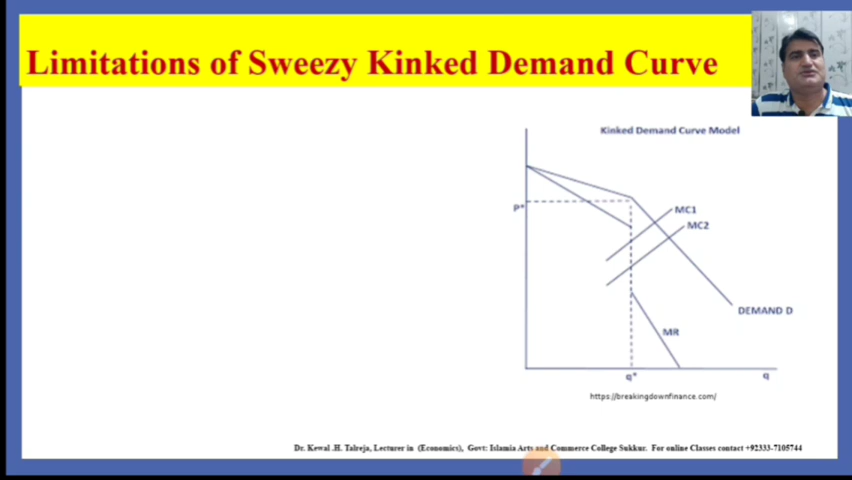 Limitations of Sweezy Kinked Demand Curve
Kinked Demand Curve Model
P*
MC1
MC2
DEMAND D
MR
q*
q
https://breakingdownfinance.com/
Dr. Kewal .H. Talreja, Lecturer in (Economics), Govt: Islamia Arts and Commerce College Sukkur. For online Classes contact +92333-7105744